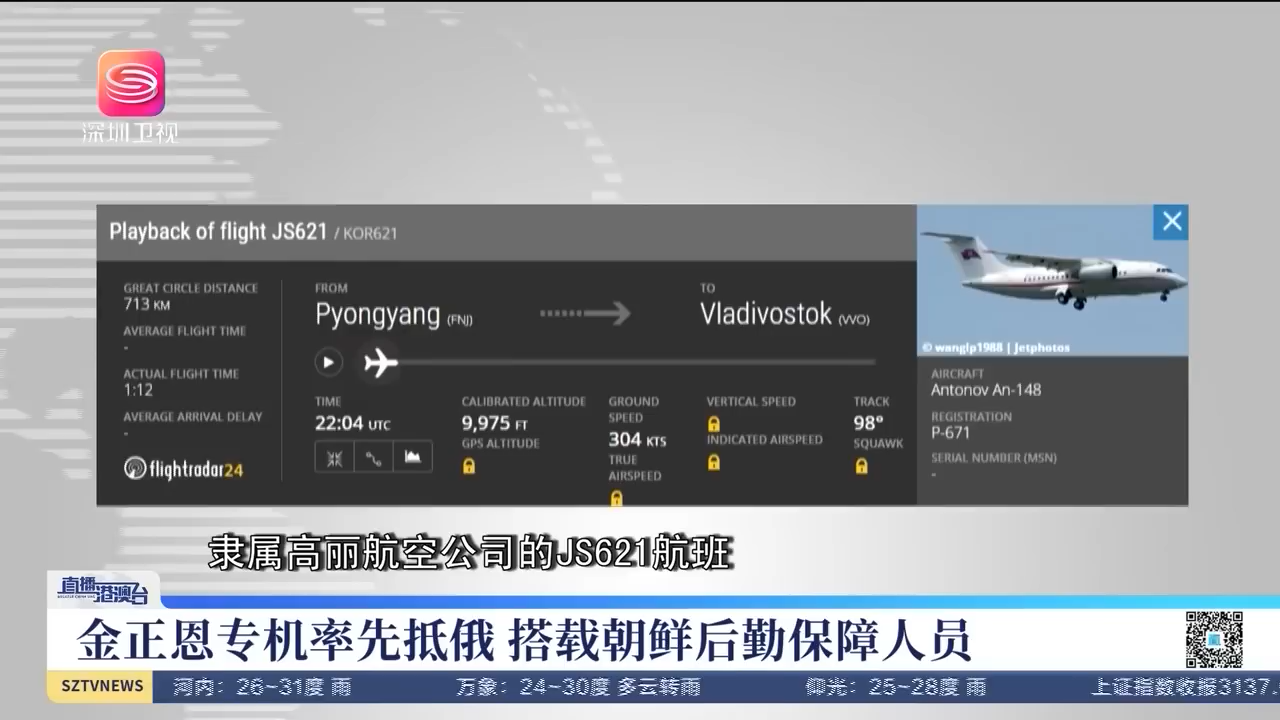 深圳卫视
Playback of flight JS621 / KOR621
GREAT CIRCLE DISTANCE
713 KM
AVERAGE FLIGHT TIME
-
ACTUAL FLIGHT TIME
1:12
AVERAGE ARRIVAL DELAY
-
flightradar24
FROM
Pyongyang (FNJ)
TO
Vladivostok (VVO)
TIME
22:04 UTC
CALIBRATED ALTITUDE
9,975 FT
GPS ALTITUDE
GROUND
SPEED
304 KTS
TRUE
AIRSPEED
VERTICAL SPEED
INDICATED AIRSPEED
TRACK
98°
SQUAWK
© wanglp1988 | Jetphotos
AIRCRAFT
Antonov An-148
REGISTRATION
P-671
SERIAL NUMBER (MSN)
-
隶属高丽航空公司的JS621航班
直播港澳台
金正恩专机率先抵俄 搭载朝鲜后勤保障人员
SZTVNEWS
河内：26~31度 雨 万象：24~30度 多云转雨 仰光：25~28度 雨 上证指数收报3137.